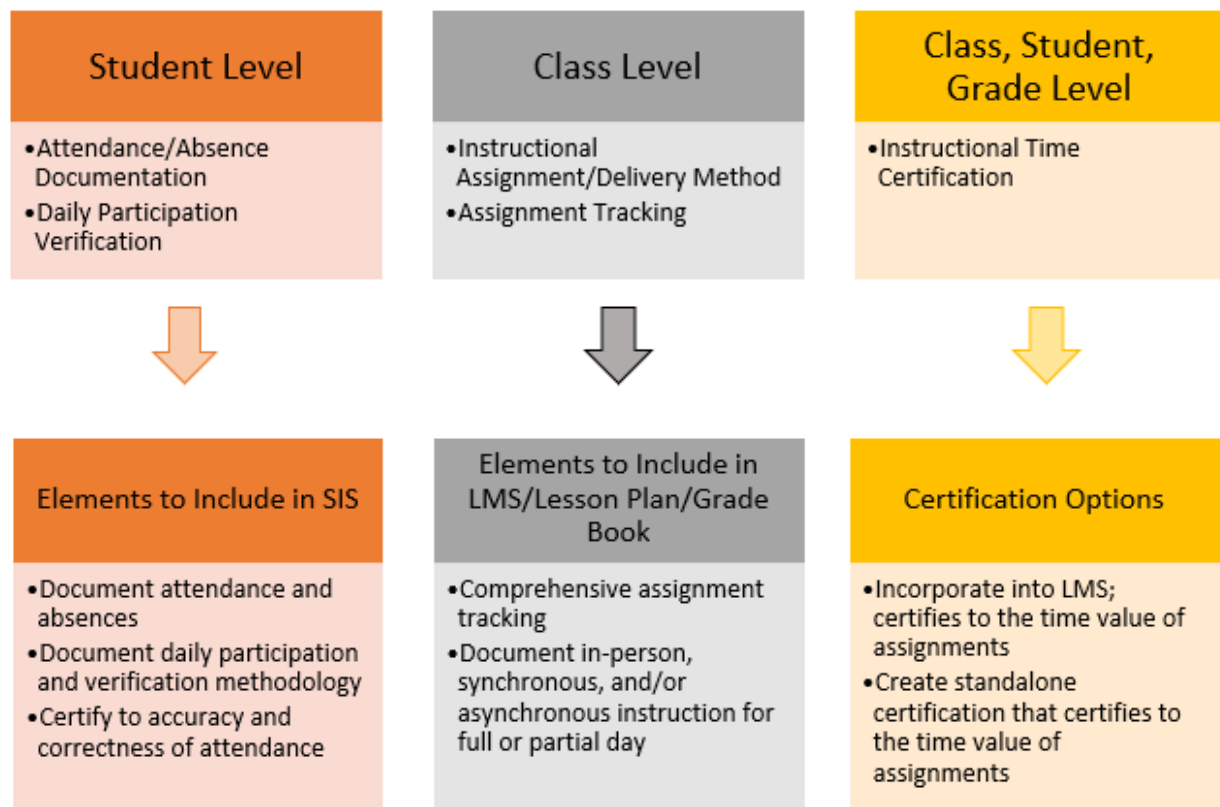 Student Level
•Attendance/Absence
Documentation
•Daily Participation
Verification
Class Level
•Instructional
Assignment/Delivery Method
•Assignment Tracking
Class, Student,
Grade Level
•Instructional Time
Certification
Elements to Include in SIS
•Document attendance and
absences
•Document daily participation
and verification methodology
•Certify to accuracy and
correctness of attendance
Elements to Include in
LMS/Lesson Plan/Grade
Book
•Comprehensive assignment
tracking
•Document in-person,
synchronous, and/or
asynchronous instruction for
full or partial day
Certification Options
•Incorporate into LMS;
certifies to the time value of
assignments
•Create standalone
certification that certifies to
the time value of
assignments